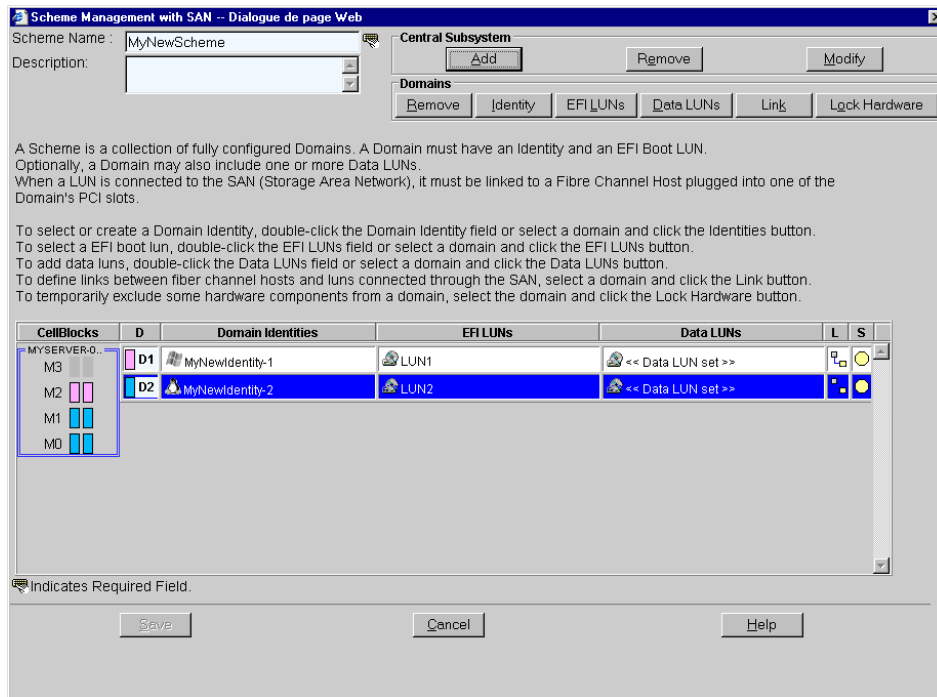 Scheme Management with SAN -- Dialogue de page Web
Scheme Name : MyNewScheme
Description:
Central Subsystem
Add Remove Modify
Domains
Remove Identity EFI LUNs Data LUNs Link Lock Hardware
A Scheme is a collection of fully configured Domains. A Domain must have an Identity and an EFI Boot LUN.
Optionally, a Domain may also include one or more Data LUNs.
When a LUN is connected to the SAN (Storage Area Network), it must be linked to a Fibre Channel Host plugged into one of the
Domain's PCI slots.
To select or create a Domain Identity, double-click the Domain Identity field or select a domain and click the Identities button.
To select a EFI boot lun, double-click the EFI LUNs field or select a domain and click the EFI LUNs button.
To add data luns, double-click the Data LUNs field or select a domain and click the Data LUNs button.
To define links between fiber channel hosts and luns connected through the SAN, select a domain and click the Link button.
To temporarily exclude some hardware components from a domain, select the domain and click the Lock Hardware button.
CellBlocks D Domain Identities EFI LUNs Data LUNs L S
MYSERVER-0..
M3
M2
M1
M0
D1 MyNewIdentity-1 LUN1 << Data LUN set >>
D2 MyNewIdentity-2 LUN2 << Data LUN set >>
Indicates Required Field.
Save Cancel Help